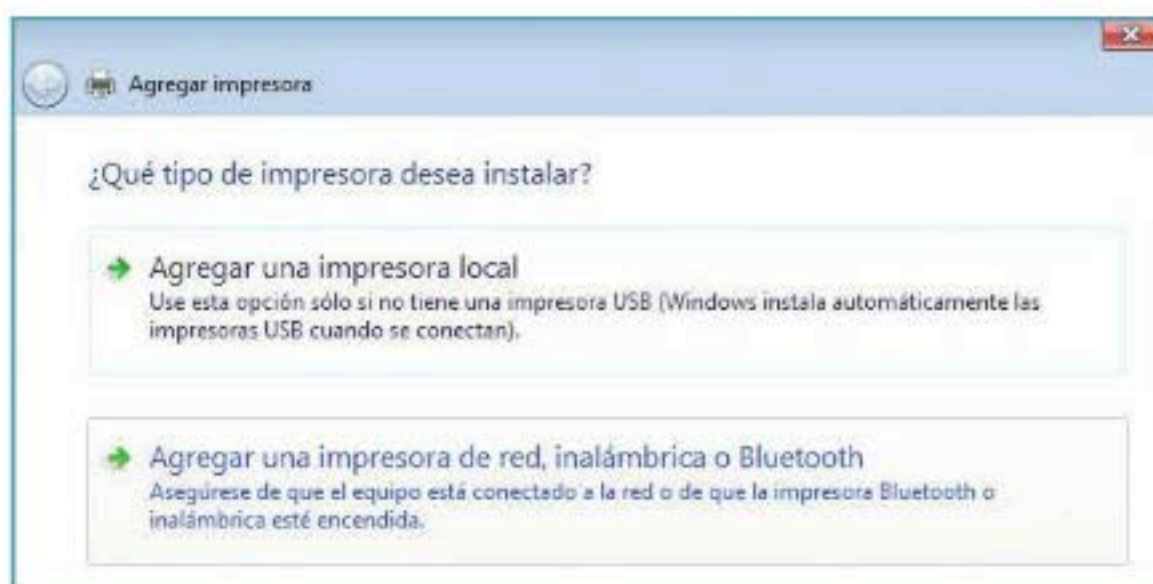 Agregar impresora
¿Qué tipo de impresora desea instalar?
Agregar una impresora local
Use esta opción sólo si no tiene una impresora USB (Windows instala automáticamente las
impresoras USB cuando se conectan).
Agregar una impresora de red, inalámbrica o Bluetooth
Asegúrese de que el equipo está conectado a la red o de que la impresora Bluetooth o
inalámbrica esté encendida.